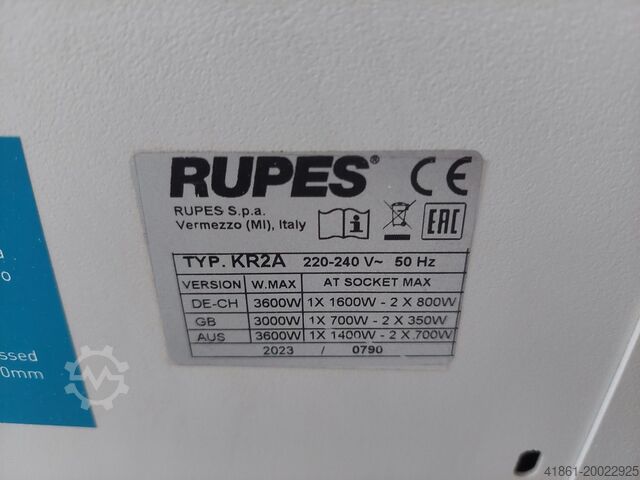 RUPES® CE
RUPES S.p.a.
Vermezzo (MI), Italy
EAC
TYP. KR2A 220-240 V~ 50 Hz
VERSION W.MAX AT SOCKET MAX
DE-CH 3600W 1X 1600W - 2 X 800W
GB 3000W 1X 700W - 2 X 350W
AUS 3600W 1X 1400W - 2 X 700W
2023 / 0790
a
o
ssed
0mm
41861-20022925